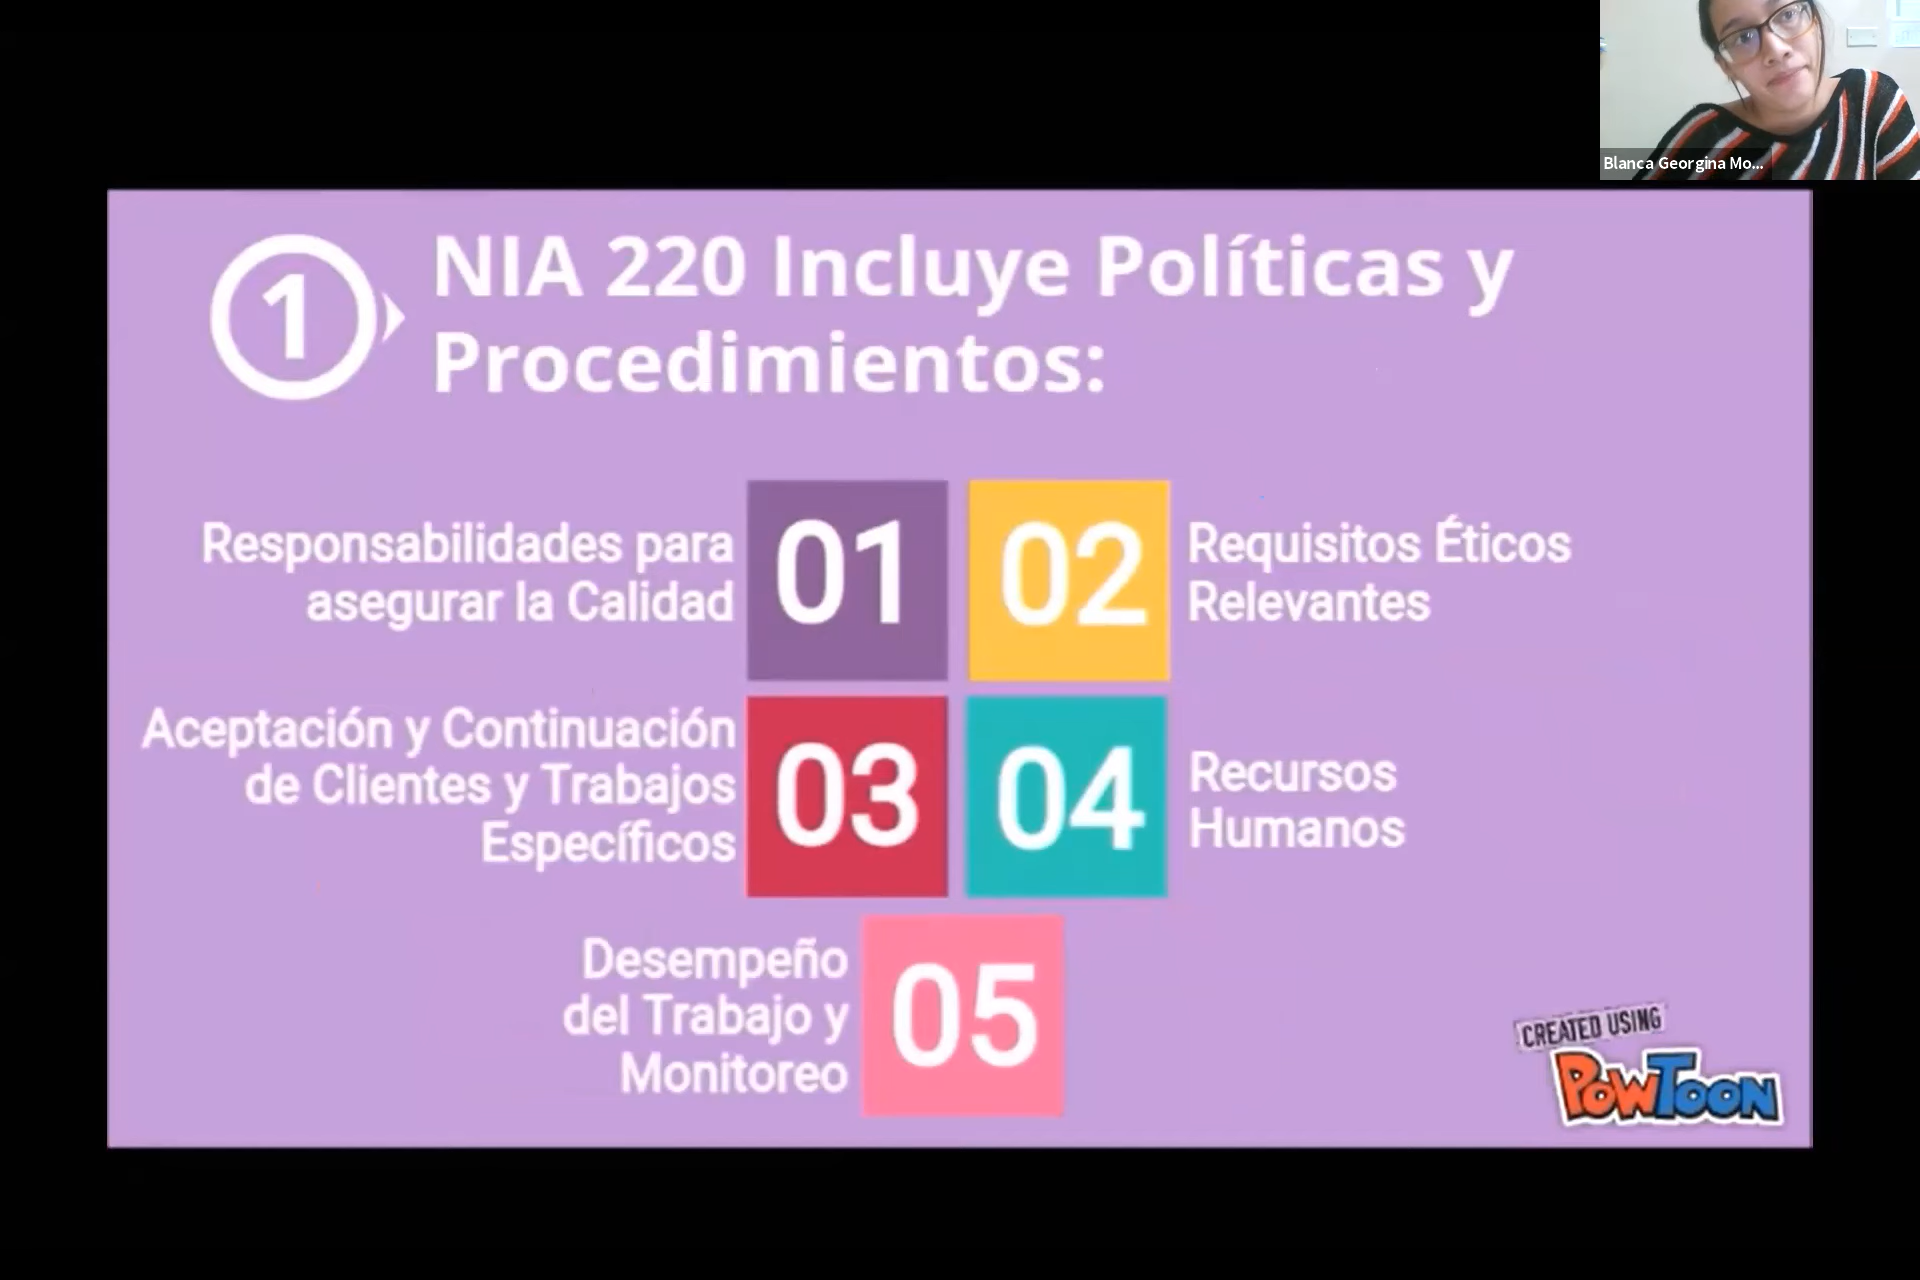 Blanca Georgina Mo...
1
NIA 220 Incluye Políticas y
Procedimientos:
Responsabilidades para
asegurar la Calidad
01
02
Requisitos Éticos
Relevantes
Aceptación y Continuación
de Clientes y Trabajos
Específicos
03
04
Recursos
Humanos
Desempeño
del Trabajo y
Monitoreo
05
CREATED USING
POWTOON